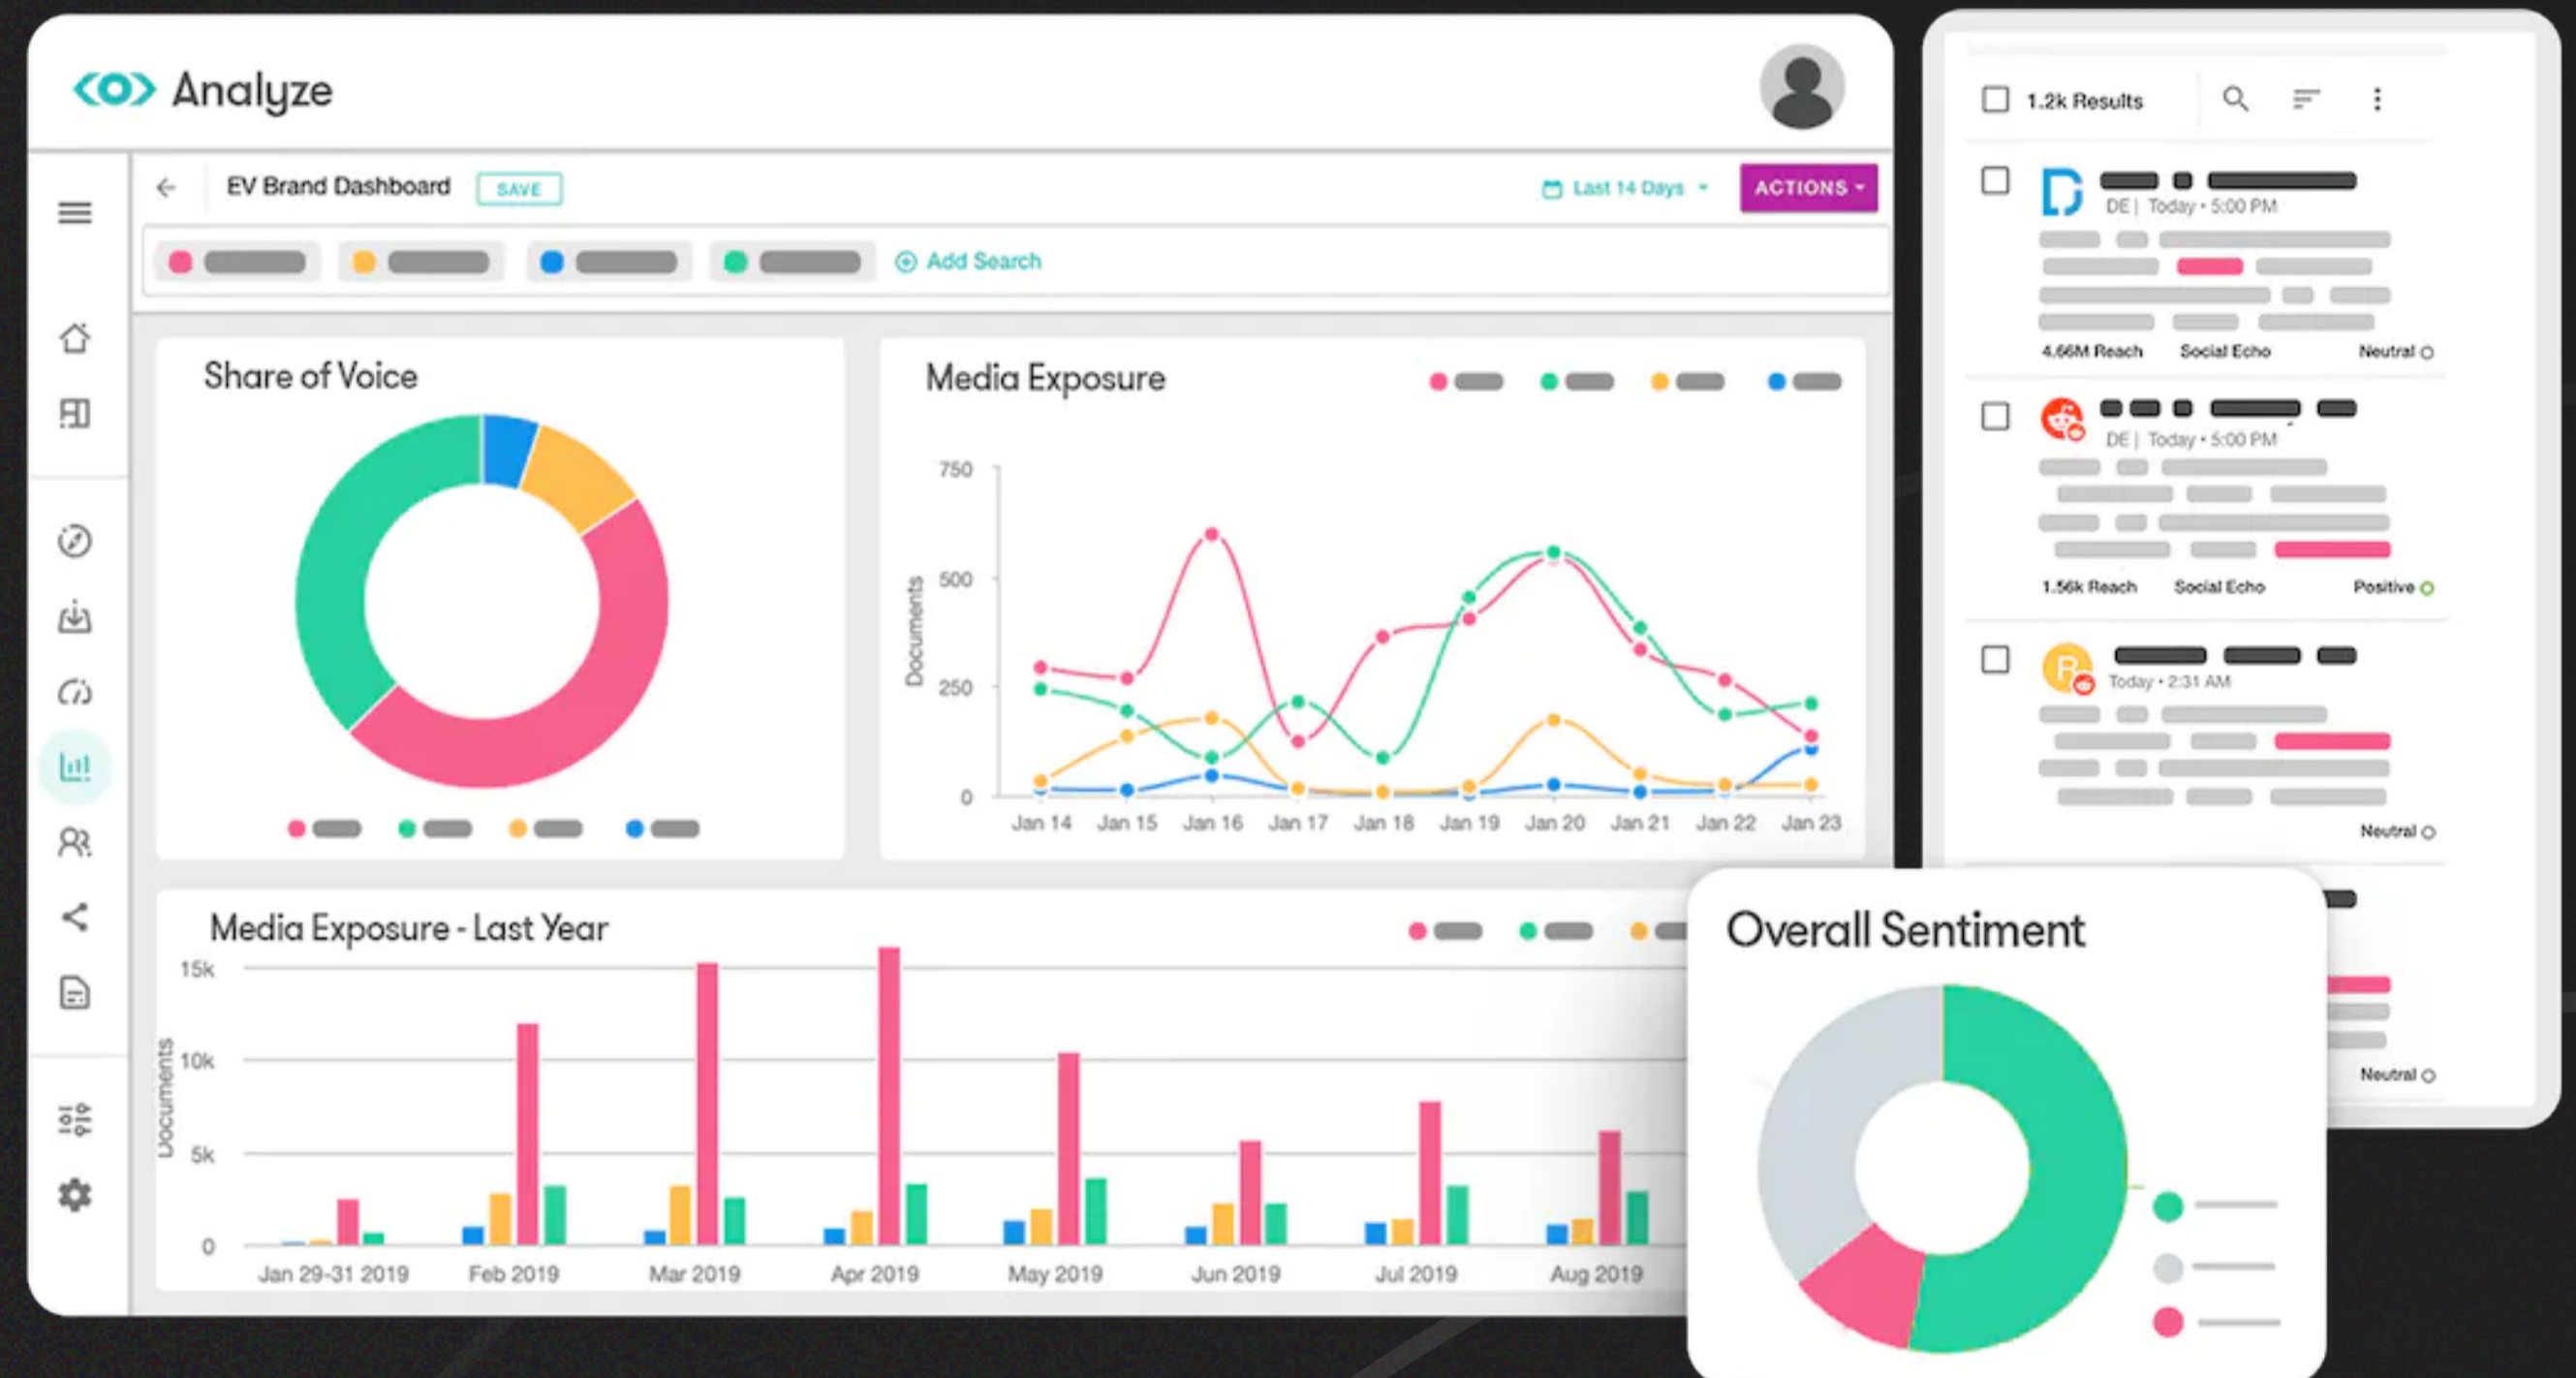 Analyze
EV Brand Dashboard
SAVE
Last 14 Days
ACTIONS
Add Search
Share of Voice
Media Exposure
Documents
750
500
250
0
Jan 14 Jan 15 Jan 16 Jan 17 Jan 18 Jan 19 Jan 20 Jan 21 Jan 22 Jan 23
Media Exposure - Last Year
Documents
15k
10k
5k
0
Jan 29-31 2019 Feb 2019 Mar 2019 Apr 2019 May 2019 Jun 2019 Jul 2019 Aug 2019
1.2k Results
DE | Today • 5:00 PM
4.66M Reach Social Echo Neutral
DE | Today • 5:00 PM
1.56k Reach Social Echo Positive
R
Today • 2:31 AM
Neutral
Neutral
Overall Sentiment